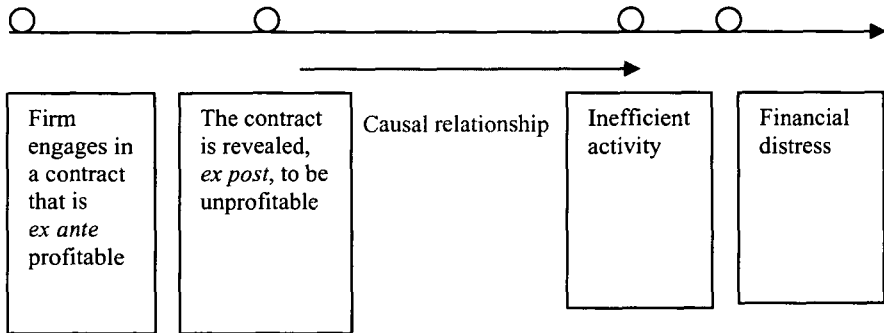 Firm
engages in
a contract
that is
ex ante
profitable
The contract
is revealed,
ex post, to be
unprofitable
Causal relationship
Inefficient
activity
Financial
distress